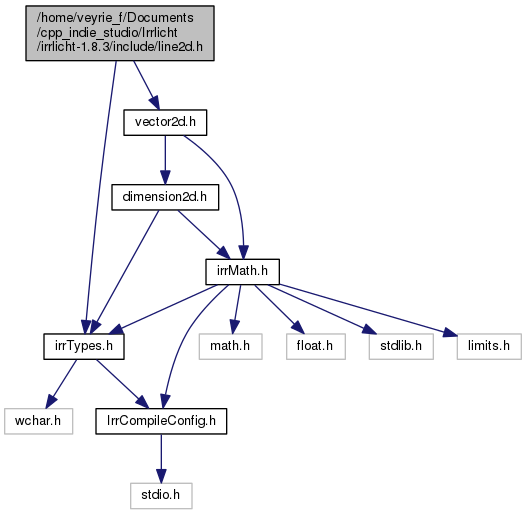 /home/veyrie_f/Documents
/cpp_indie_studio/Irrlicht
/irrlicht-1.8.3/include/line2d.h
vector2d.h
dimension2d.h
irrMath.h
irrTypes.h
math.h
float.h
stdlib.h
limits.h
wchar.h
IrrCompileConfig.h
stdio.h